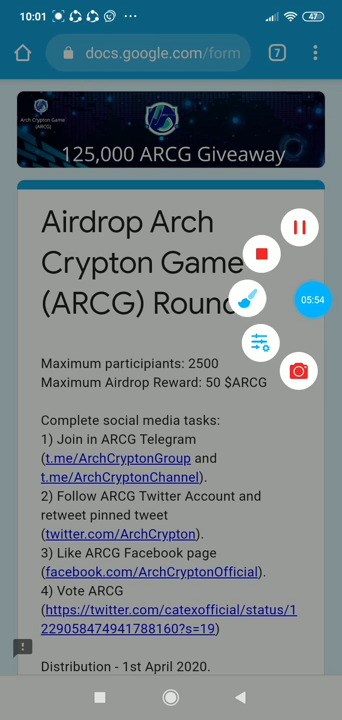 10:01
47
docs.google.com/form
7
Arch Crypton Game
(ARCG)
125,000 ARCG Giveaway
Airdrop Arch
Crypton Game
(ARCG) Round
05:54
Maximum participiants: 2500
Maximum Airdrop Reward: 50 $ARCG
Complete social media tasks:
1) Join in ARCG Telegram
(t.me/ArchCryptonGroup and
t.me/ArchCryptonChannel).
2) Follow ARCG Twitter Account and
retweet pinned tweet
(twitter.com/ArchCrypton).
3) Like ARCG Facebook page
(facebook.com/ArchCryptonOfficial).
4) Vote ARCG
(https://twitter.com/catexofficial/status/1
229058474941788160?s=19)
Distribution - 1st April 2020.